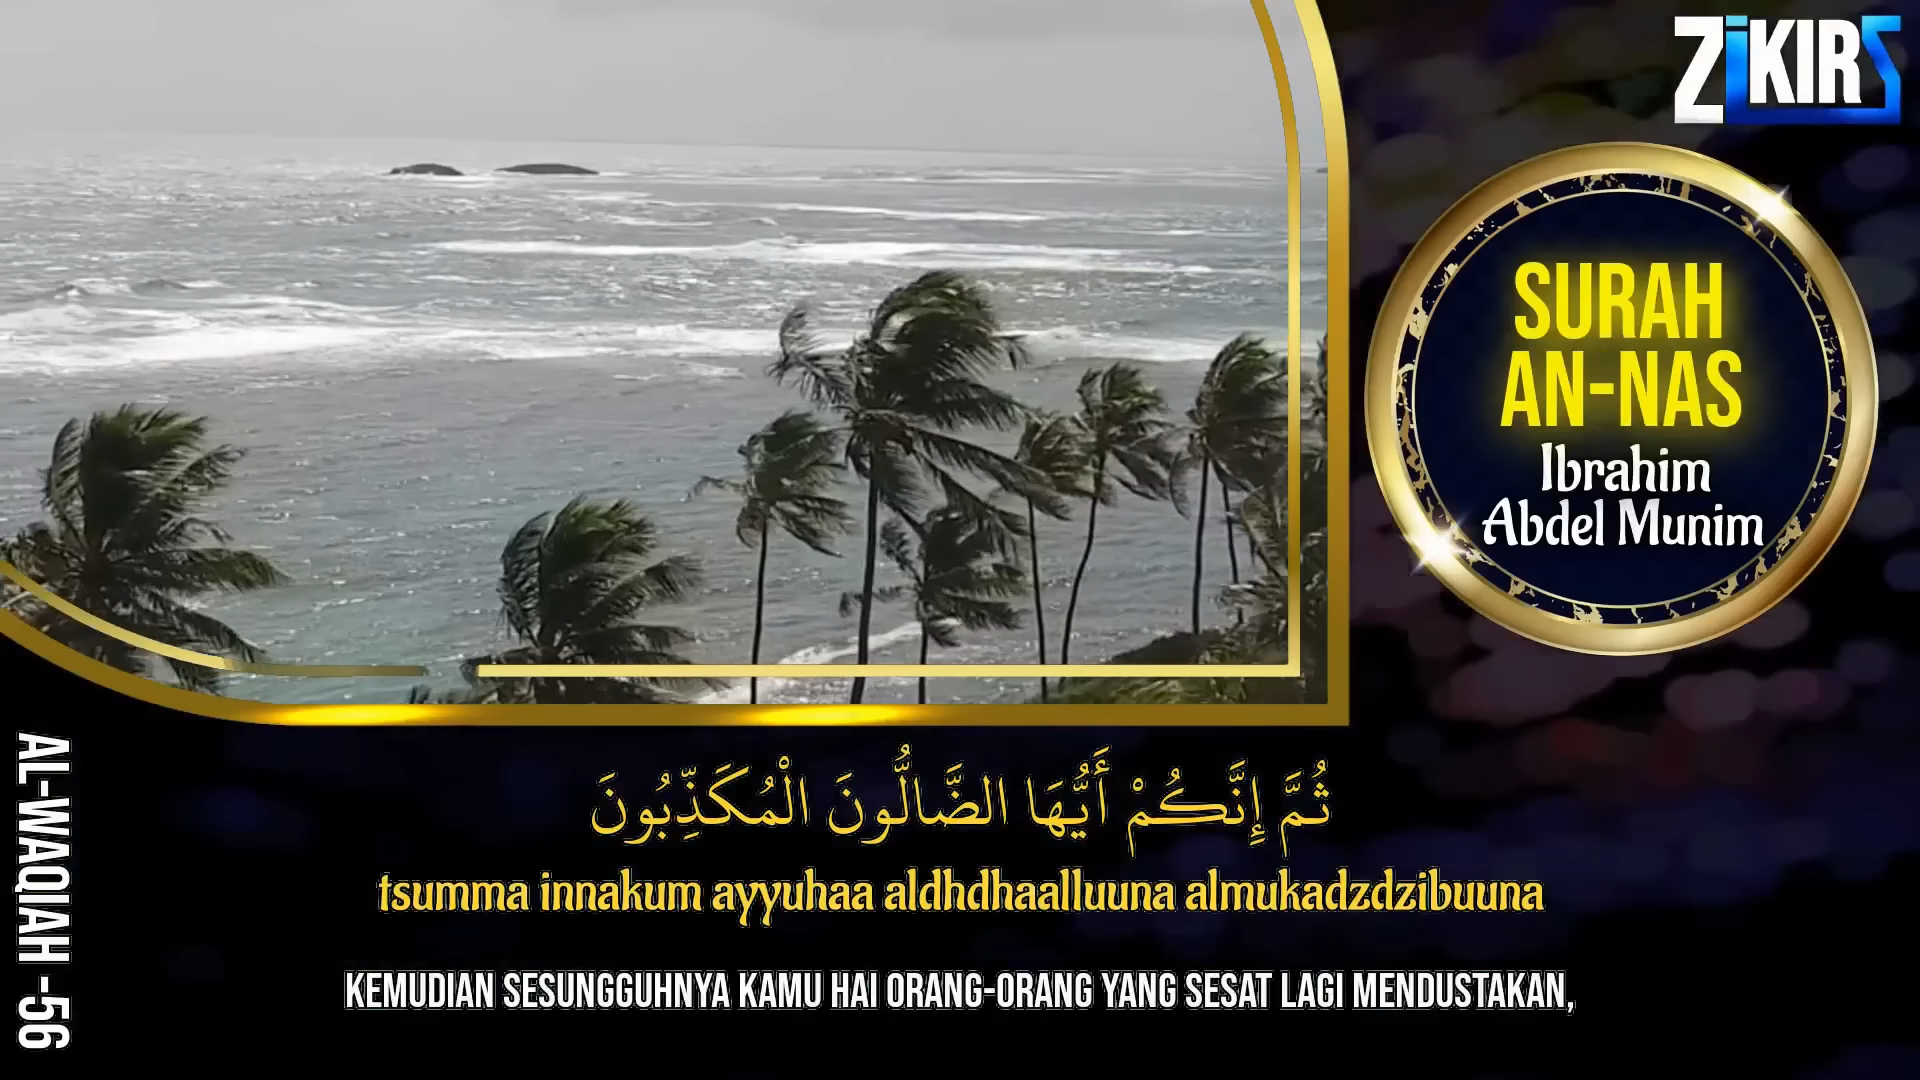 ZiKIRS
SURAH
AN-NAS
Ibrahim
Abdel Munim
ثُمَّ إِنَّكُمْ أَيُّهَا الضَّالُّونَ الْمُكَذِّبُونَ
tsumma innakum ayyuhaa aldhdhaalluuna almukadzdzibuuna
KEMUDIAN SESUNGGUHNYA KAMU HAI ORANG-ORANG YANG SESAT LAGI MENDUSTAKAN,
AL-WAQIAH -56